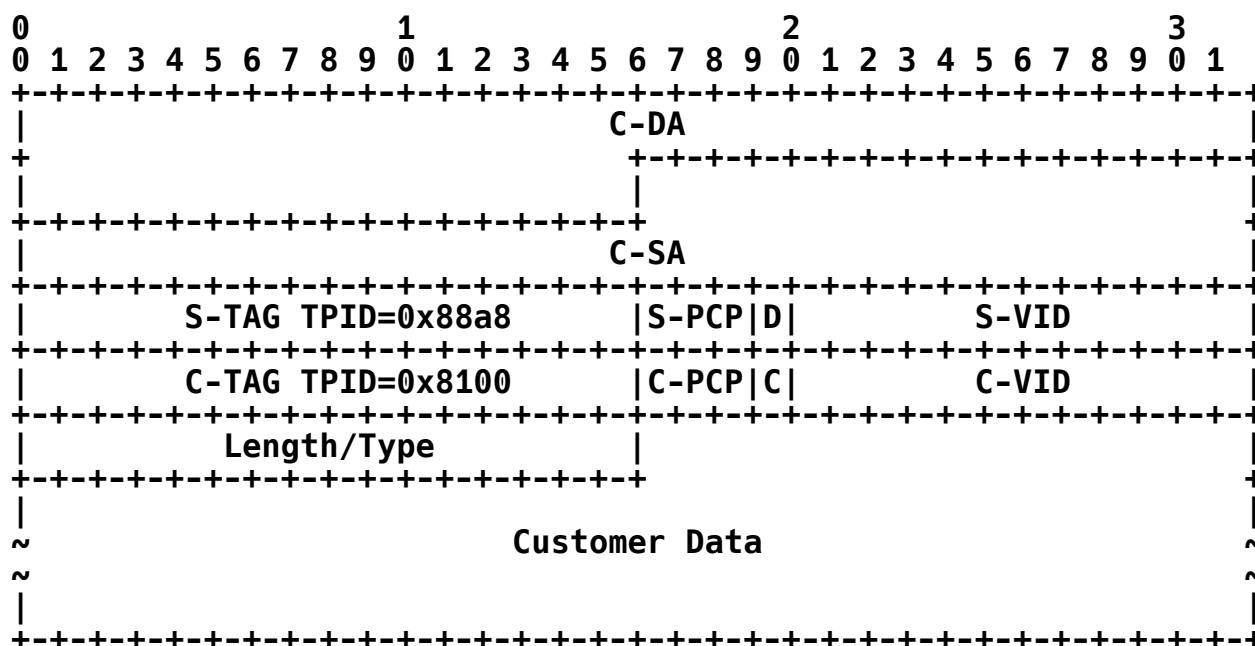 0                   1                   2                   3
0 1 2 3 4 5 6 7 8 9 0 1 2 3 4 5 6 7 8 9 0 1 2 3 4 5 6 7 8 9 0 1
+-+-+-+-+-+-+-+-+-+-+-+-+-+-+-+-+-+-+-+-+-+-+-+-+-+-+-+-+-+-+-+-+
|                              C-DA                             |
+                               +-+-+-+-+-+-+-+-+-+-+-+-+-+-+-+-+
|                               |                               |
+-+-+-+-+-+-+-+-+-+-+-+-+-+-+-+-+                               +
|                              C-SA                             |
+-+-+-+-+-+-+-+-+-+-+-+-+-+-+-+-+-+-+-+-+-+-+-+-+-+-+-+-+-+-+-+-+
|        S-TAG TPID=0x88a8      |S-PCP|D|         S-VID         |
+-+-+-+-+-+-+-+-+-+-+-+-+-+-+-+-+-+-+-+-+-+-+-+-+-+-+-+-+-+-+-+-+
|        C-TAG TPID=0x8100      |C-PCP|C|         C-VID         |
+-+-+-+-+-+-+-+-+-+-+-+-+-+-+-+-+-+-+-+-+-+-+-+-+-+-+-+-+-+-+-+-+
|          Length/Type          |                               |
+-+-+-+-+-+-+-+-+-+-+-+-+-+-+-+-+                               +
|                                                               |
~                         Customer Data                         ~
~                                                               ~
|                                                               |
+-+-+-+-+-+-+-+-+-+-+-+-+-+-+-+-+-+-+-+-+-+-+-+-+-+-+-+-+-+-+-+-+